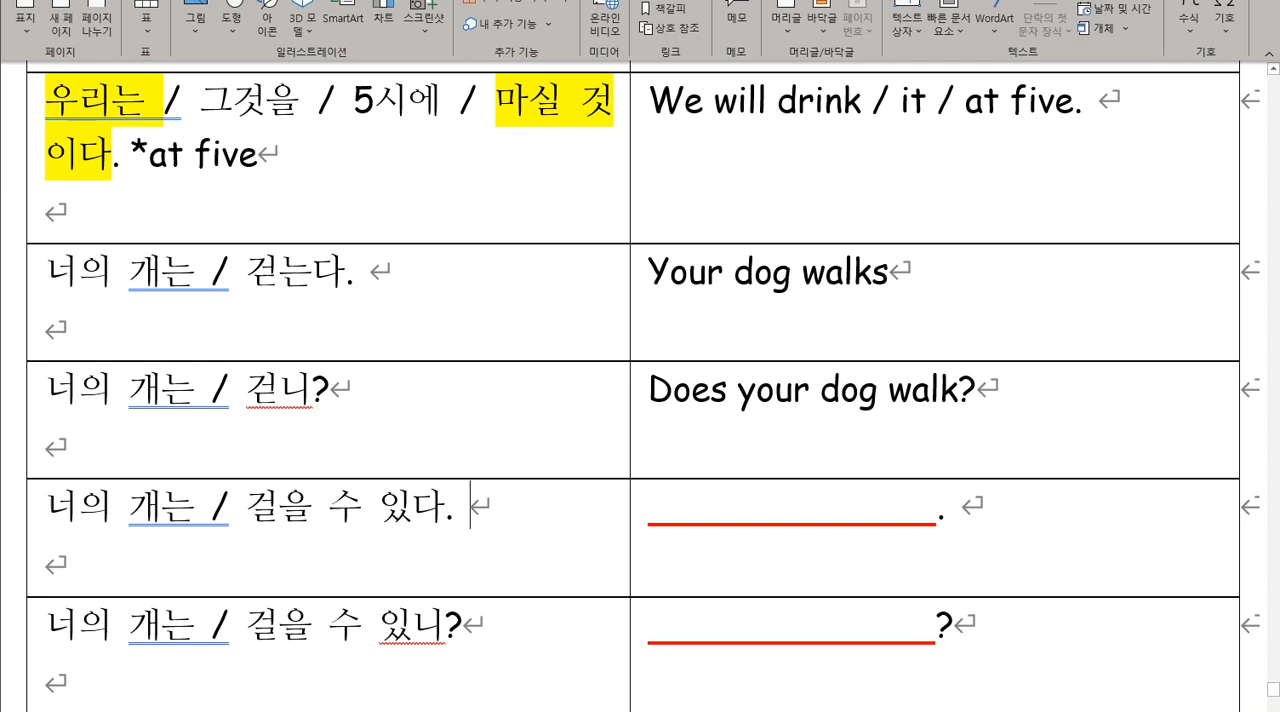 표지 새 페이지 페이지 나누기 표 그림 도형 아이콘 3D 모델 SmartArt 차트 스크린샷 내 추가 기능 온라인 비디오 책갈피 상호 참조 메모 머리글 바닥글 페이지 번호 텍스트 상자 빠른 문서 요소 WordArt 단락의 첫 문자 장식 날짜 및 시간 개체 수식 기호
페이지 표 일러스트레이션 추가 기능 미디어 링크 메모 머리글/바닥글 텍스트 기호
우리는 / 그것을 / 5시에 / 마실 것
이다. *at five
We will drink / it / at five.
너의 개는 / 걷는다.
Your dog walks
너의 개는 / 걷니?
Does your dog walk?
너의 개는 / 걸을 수 있다.
.
너의 개는 / 걸을 수 있니?
?